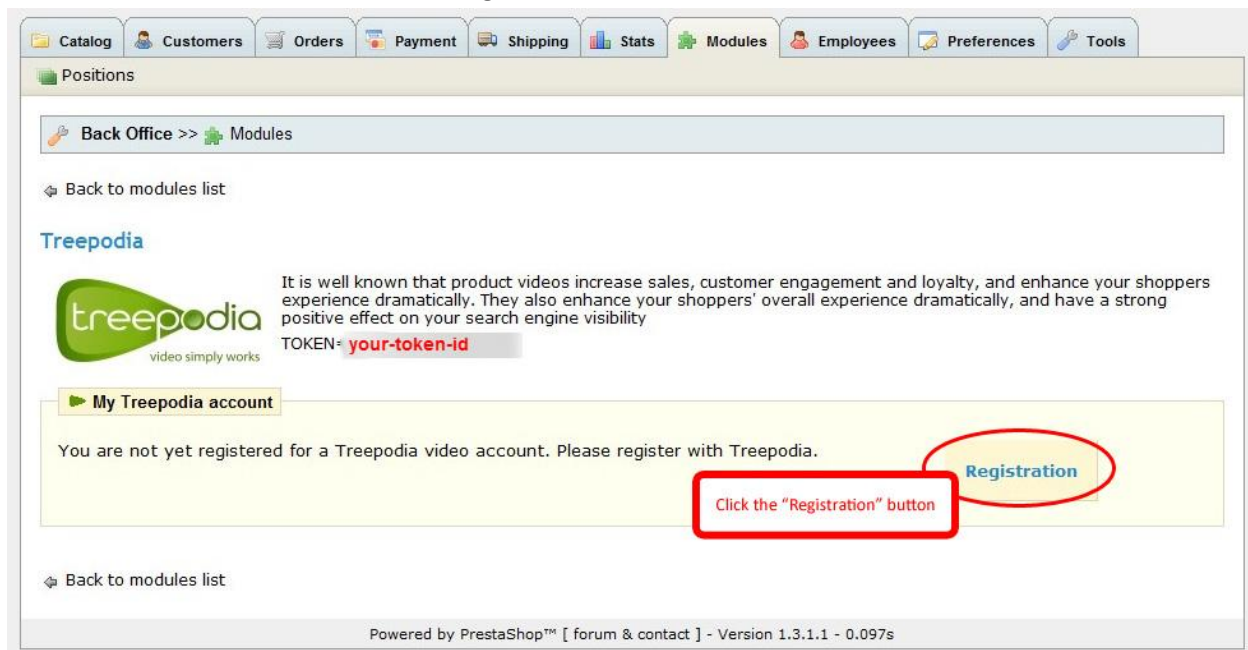 Catalog Customers Orders Payment Shipping Stats Modules Employees Preferences Tools
Positions
Back Office >> Modules
Back to modules list
Treepodia
treepodia
video simply works
It is well known that product videos increase sales, customer engagement and loyalty, and enhance your shoppers
experience dramatically. They also enhance your shoppers' overall experience dramatically, and have a strong
positive effect on your search engine visibility
TOKEN= your-token-id
My Treepodia account
You are not yet registered for a Treepodia video account. Please register with Treepodia.
Registration
Click the “Registration” button
Back to modules list
Powered by PrestaShop™ [ forum & contact ] - Version 1.3.1.1 - 0.097s